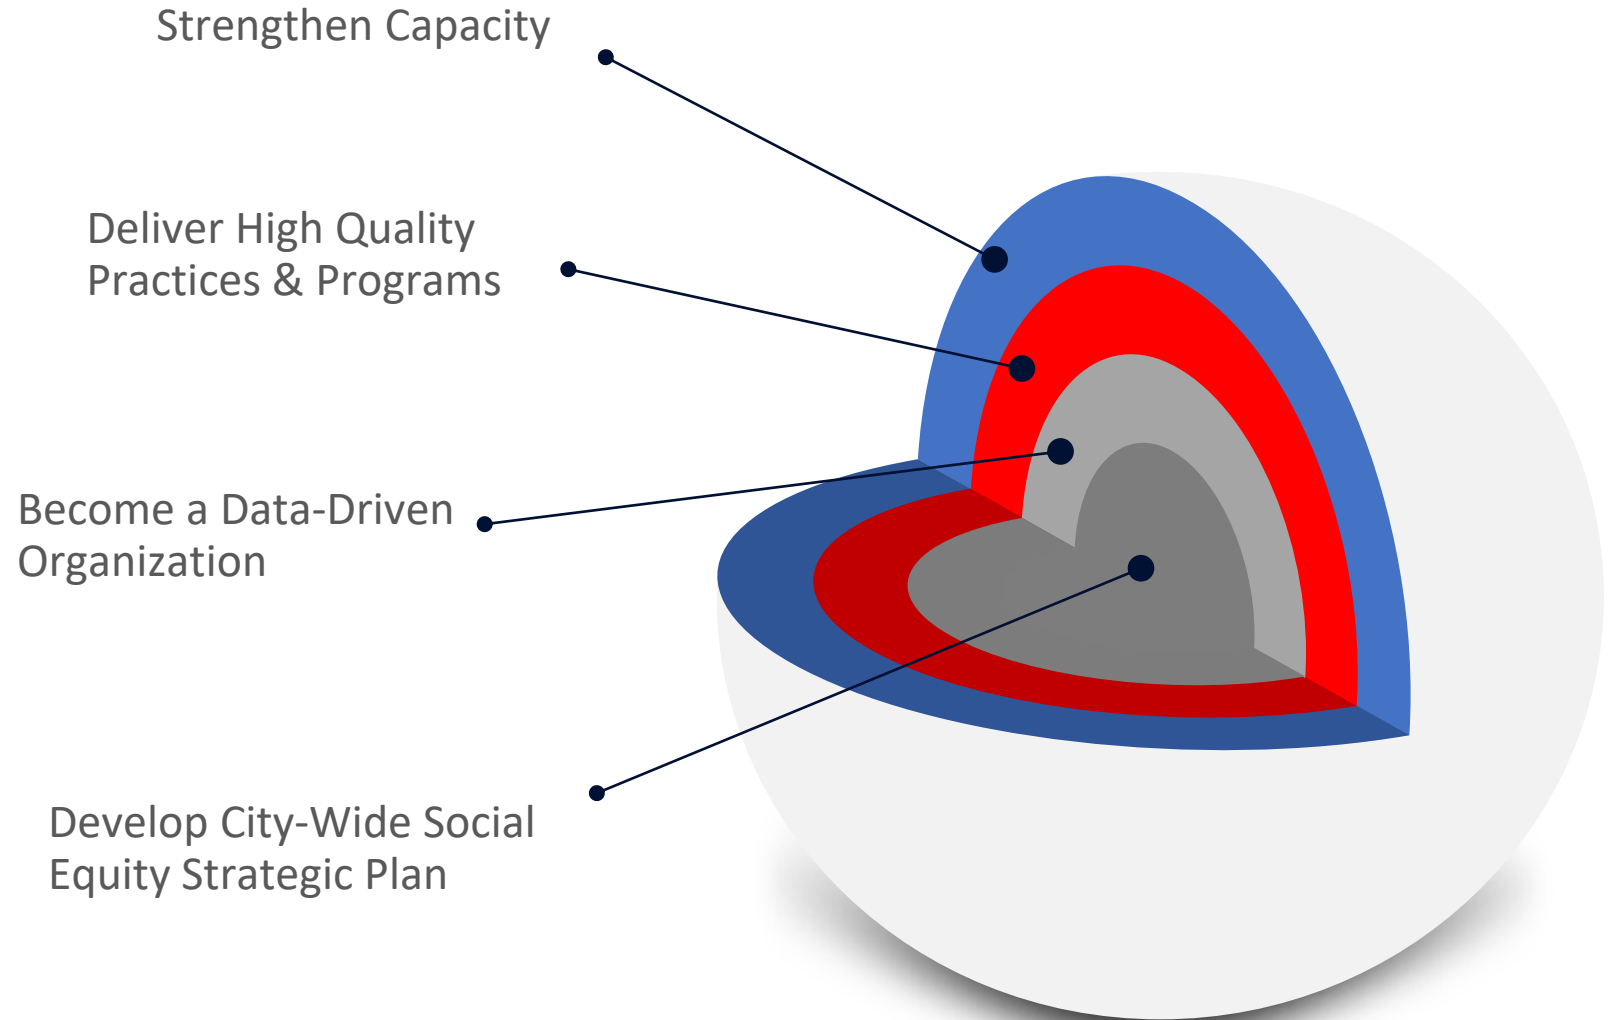 Strengthen Capacity
Deliver High Quality
Practices & Programs
Become a Data-Driven
Organization
Develop City-Wide Social
Equity Strategic Plan